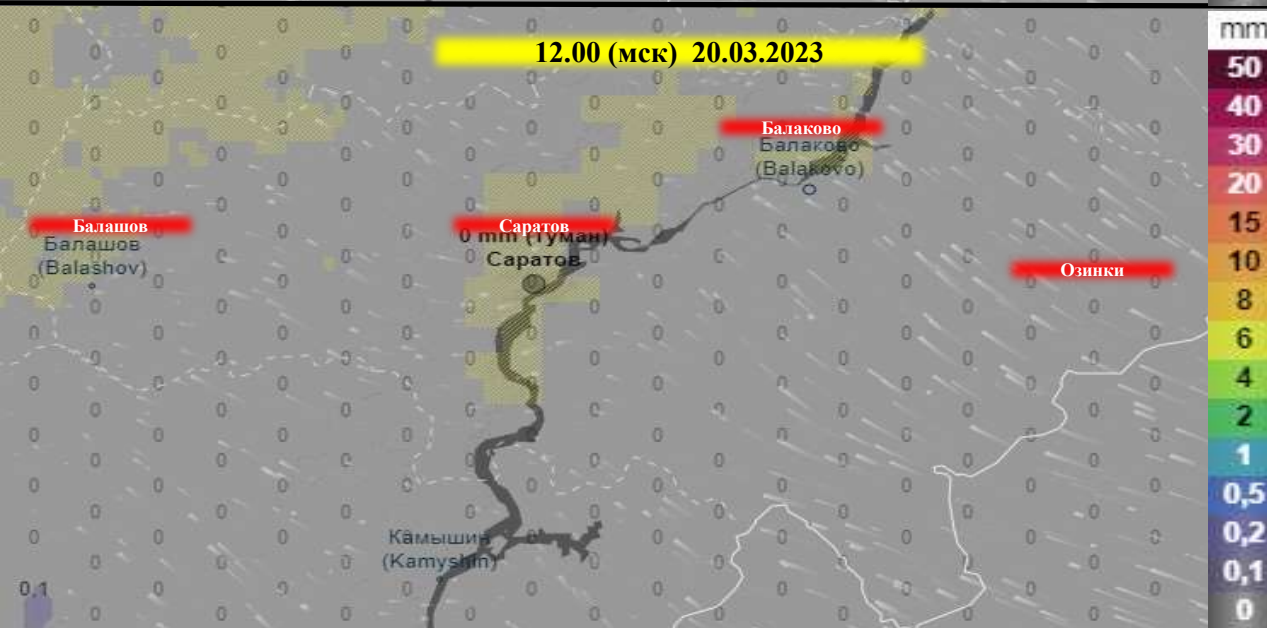 mm
12.00 (мск) 20.03.2023
50
40
30
20
15
10
8
6
4
2
1
0,5
0,2
0,1
0
Балаково
Балаково
(Balakovo)
Балашов
Балашов
(Balashov)
Саратов
0 mm (Туман)
Саратов
Озинки
Камышин
(Kamyshin)
0,1